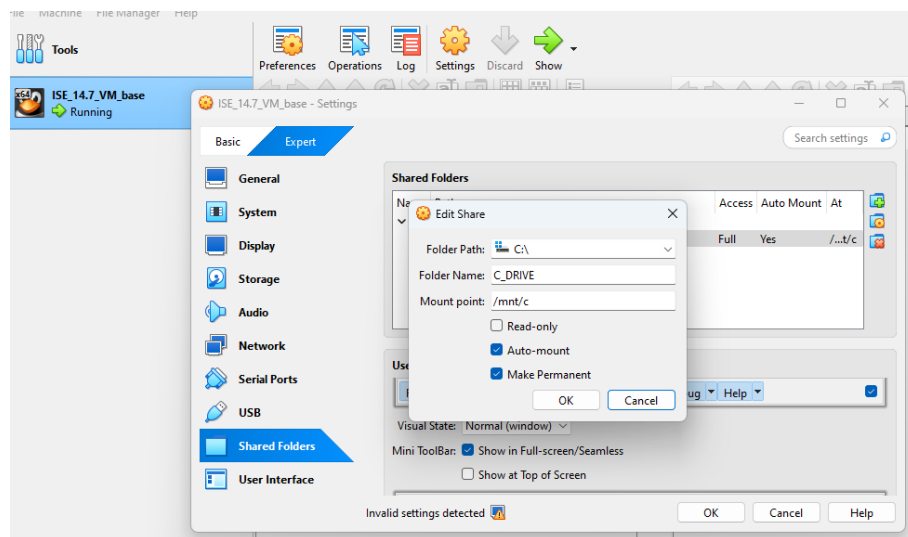 File Machine File Manager Help
Tools
Preferences Operations Log Settings Discard Show
x64
ISE_14.7_VM_base
Running
ISE_14.7_VM_base - Settings
Basic Expert
Search settings
General
System
Display
Storage
Audio
Network
Serial Ports
USB
Shared Folders
User Interface
Shared Folders
Access Auto Mount At
Full Yes /...t/c
Edit Share
Folder Path: C:\
Folder Name: C_DRIVE
Mount point: /mnt/c
Read-only
Auto-mount
Make Permanent
OK Cancel
Help
Visual State: Normal (window)
Mini ToolBar: Show in Full-screen/Seamless
Show at Top of Screen
Invalid settings detected
OK Cancel Help